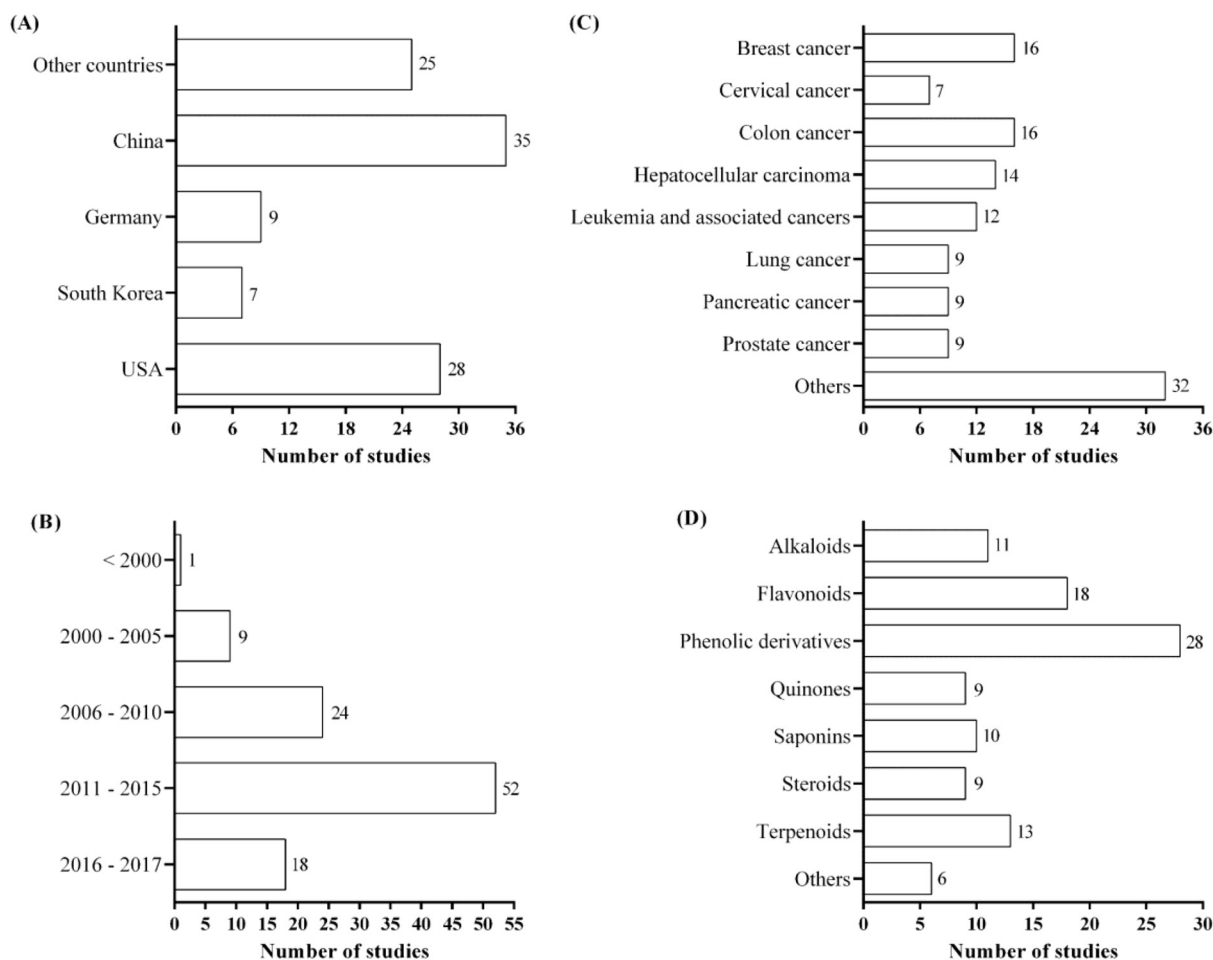 (A)
Other countries 25
China 35
Germany 9
South Korea 7
USA 28
0 6 12 18 24 30 36
Number of studies
(C)
Breast cancer 16
Cervical cancer 7
Colon cancer 16
Hepatocellular carcinoma 14
Leukemia and associated cancers 12
Lung cancer 9
Pancreatic cancer 9
Prostate cancer 9
Others 32
0 6 12 18 24 30 36
Number of studies
(B)
< 2000 1
2000 - 2005 9
2006 - 2010 24
2011 - 2015 52
2016 - 2017 18
0 5 10 15 20 25 30 35 40 45 50 55
Number of studies
(D)
Alkaloids 11
Flavonoids 18
Phenolic derivatives 28
Quinones 9
Saponins 10
Steroids 9
Terpenoids 13
Others 6
0 5 10 15 20 25 30
Number of studies